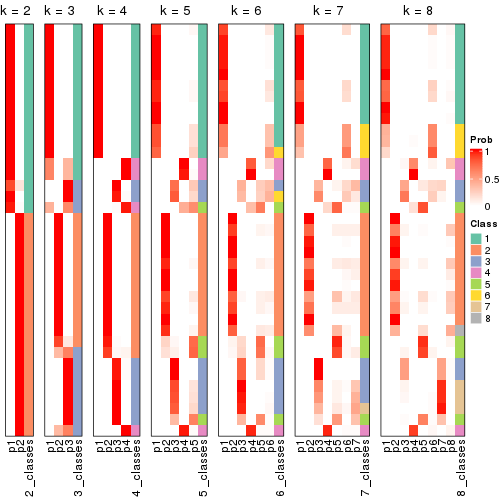 k = 2 k = 3 k = 4 k = 5 k = 6 k = 7 k = 8
Prob
1
0.5
0
Class
1
2
3
4
5
6
7
8
p1 p2 2_classes
p1 p2 p3 3_classes
p1 p2 p3 p4 4_classes
p1 p2 p3 p4 p5 5_classes
p1 p2 p3 p4 p5 p6 6_classes
p1 p2 p3 p4 p5 p6 p7 7_classes
p1 p2 p3 p4 p5 p6 p7 p8 8_classes